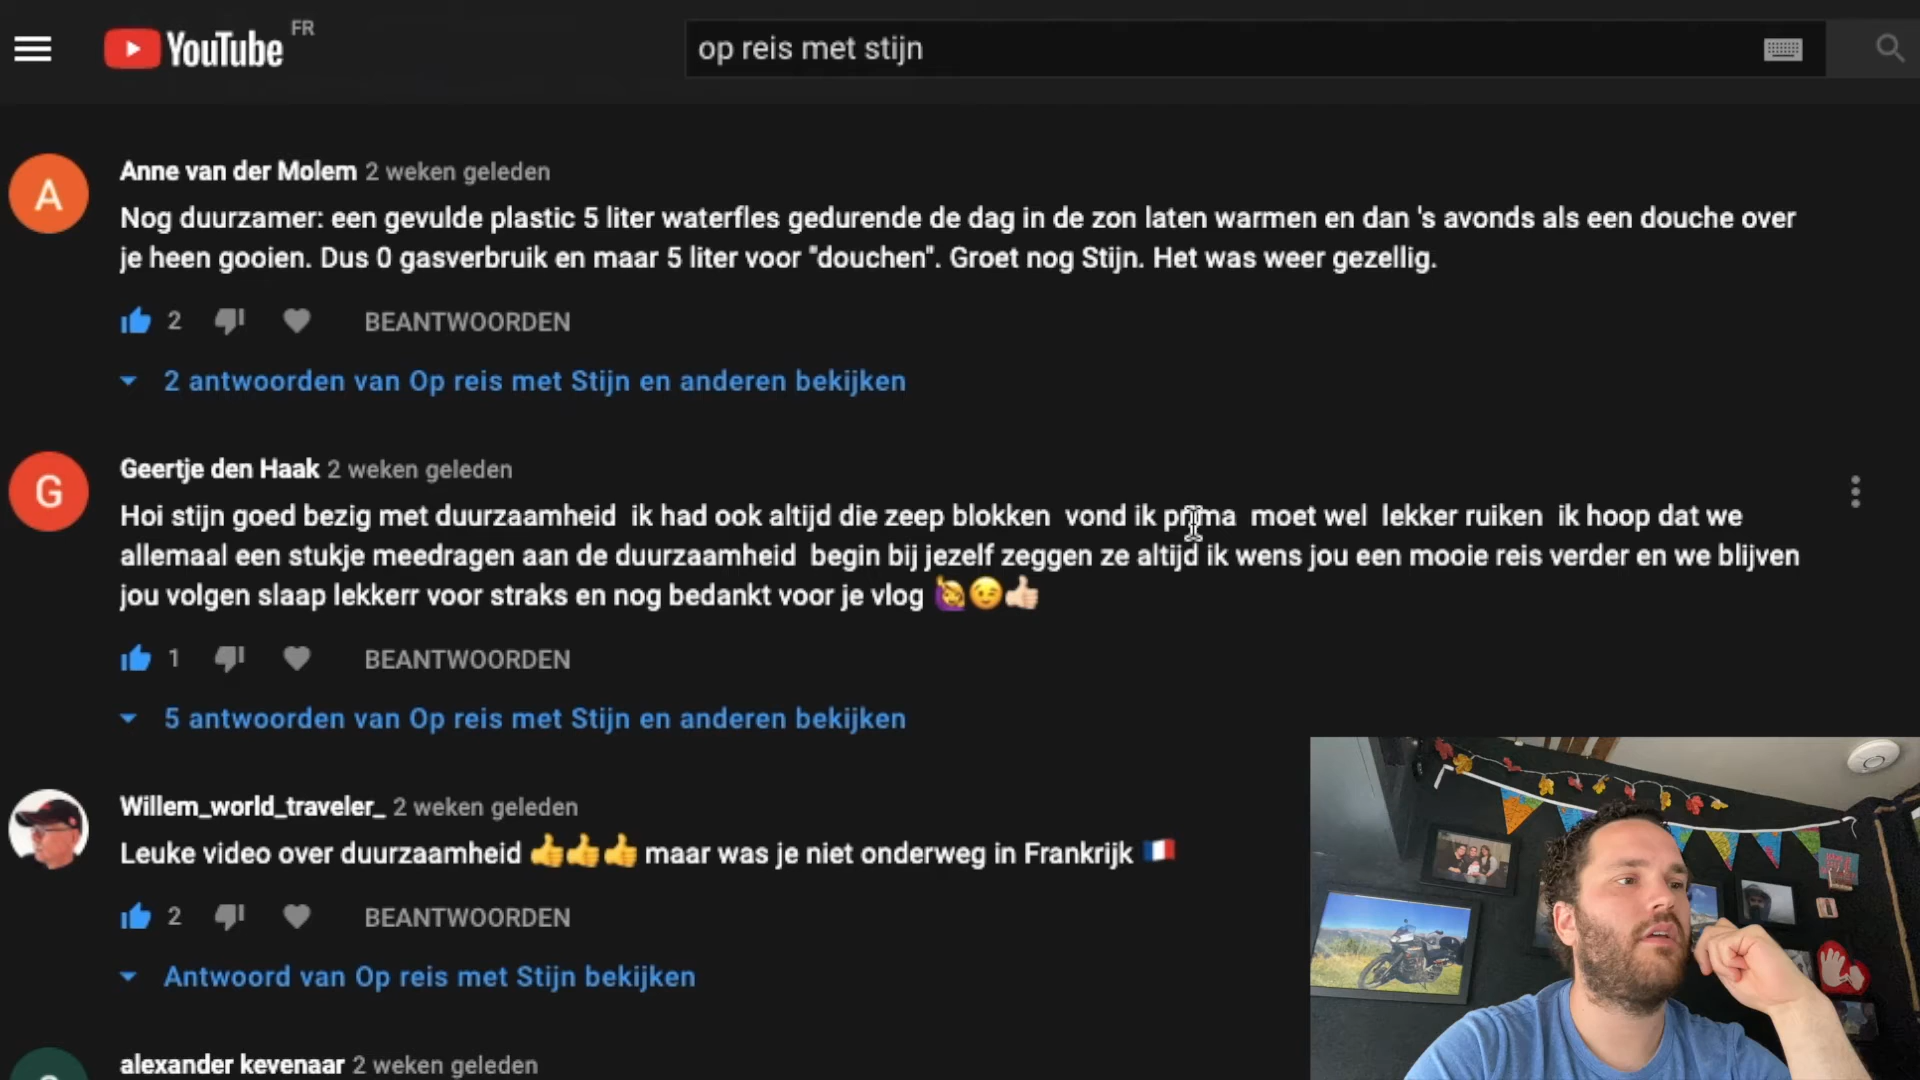 YouTube FR
op reis met stijn
A
Anne van der Molem 2 weken geleden
Nog duurzamer: een gevulde plastic 5 liter waterfles gedurende de dag in de zon laten warmen en dan 's avonds als een douche over
je heen gooien. Dus 0 gasverbruik en maar 5 liter voor "douchen". Groet nog Stijn. Het was weer gezellig.
2 BEANTWOORDEN
2 antwoorden van Op reis met Stijn en anderen bekijken
G
Geertje den Haak 2 weken geleden
Hoi stijn goed bezig met duurzaamheid ik had ook altijd die zeep blokken vond ik prima moet wel lekker ruiken ik hoop dat we
allemaal een stukje meedragen aan de duurzaamheid begin bij jezelf zeggen ze altijd ik wens jou een mooie reis verder en we blijven
jou volgen slaap lekkerr voor straks en nog bedankt voor je vlog 🙋😉👍🏻
1 BEANTWOORDEN
5 antwoorden van Op reis met Stijn en anderen bekijken
Willem_world_traveler_ 2 weken geleden
Leuke video over duurzaamheid 👍👍👍 maar was je niet onderweg in Frankrijk 🇫🇷
2 BEANTWOORDEN
Antwoord van Op reis met Stijn bekijken
alexander kevenaar 2 weken geleden